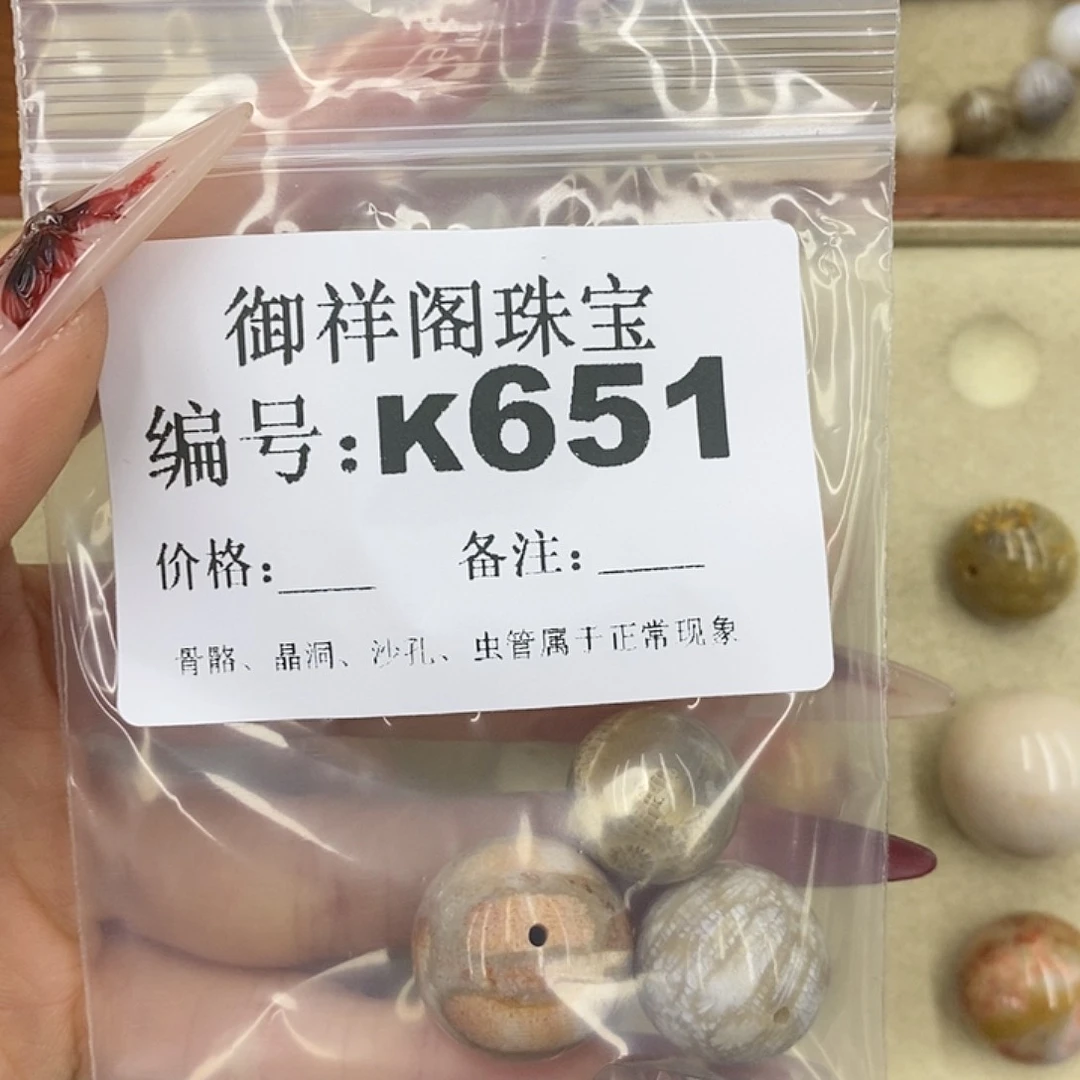 御祥阁珠宝
编号:K651
价格:___ 备注:____
骨骼、晶洞、沙孔、虫管属于正常现象